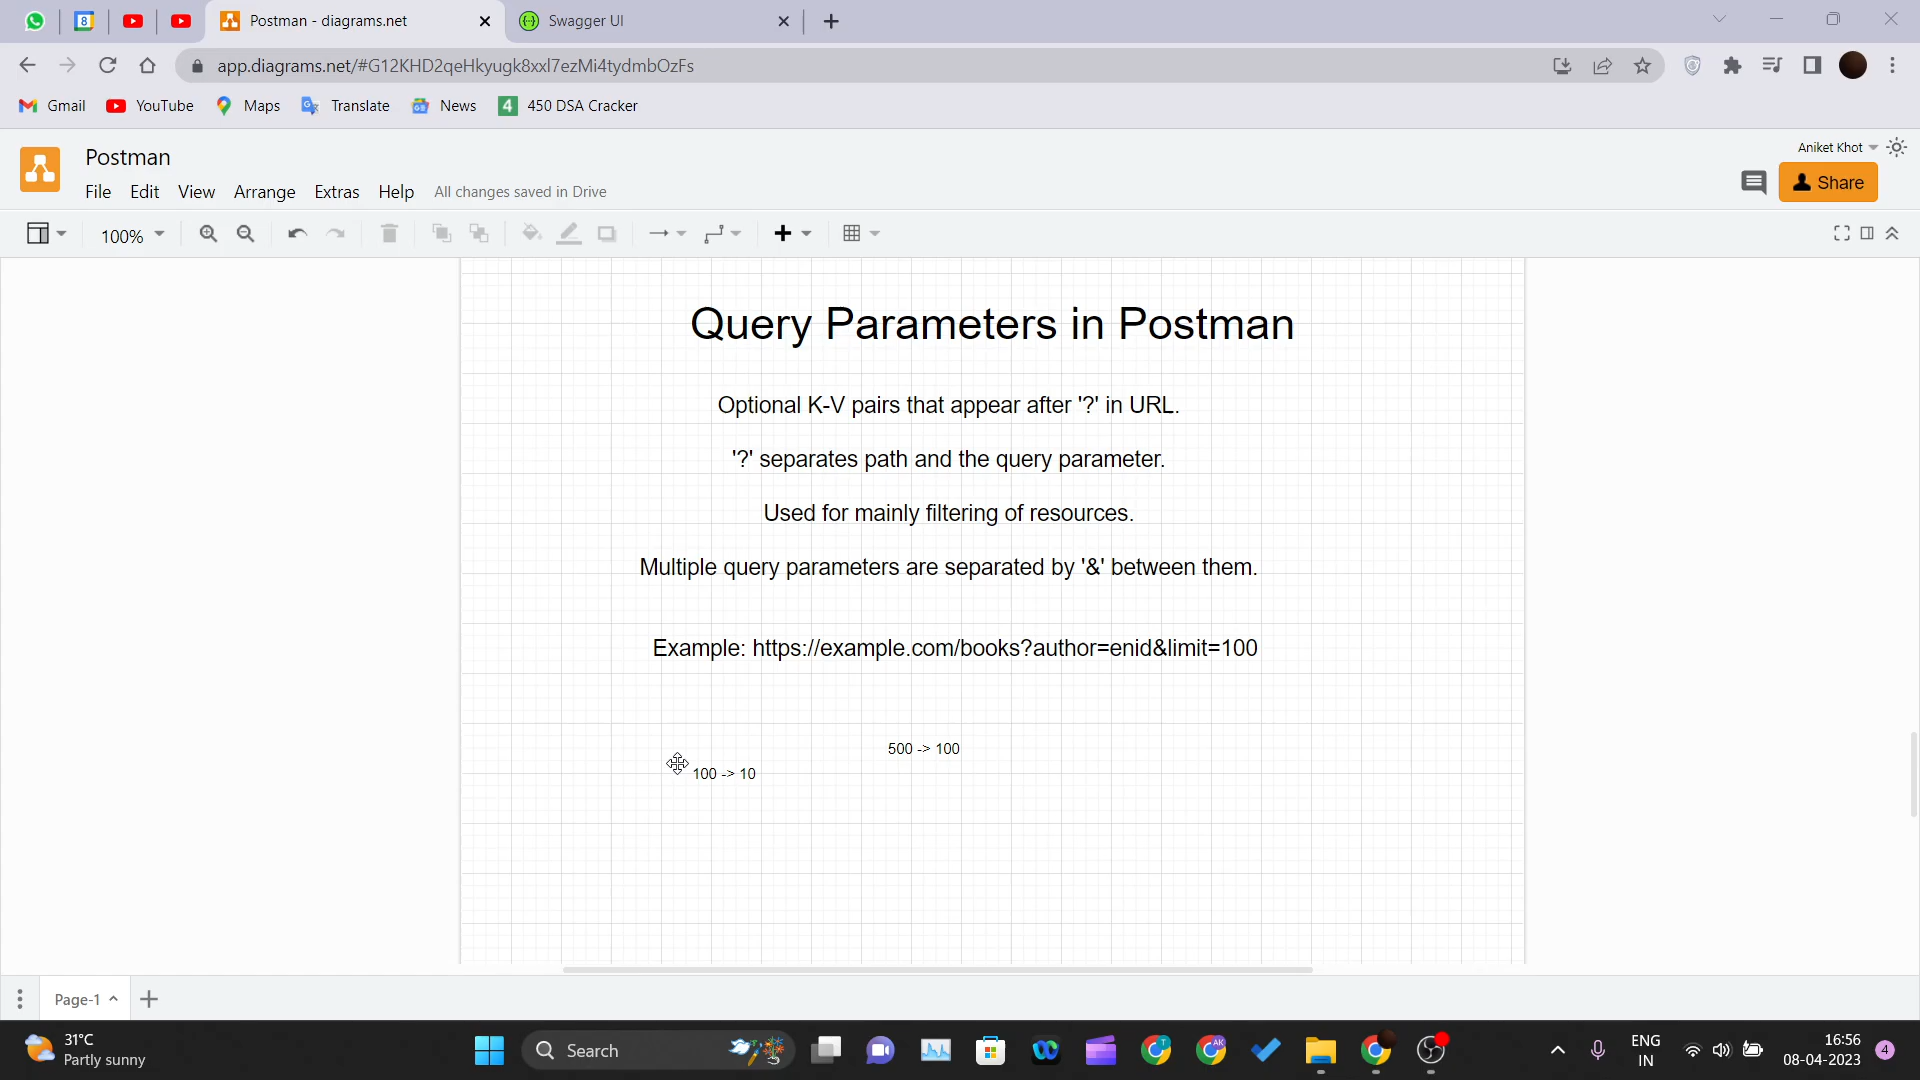 8
Postman - diagrams.net
Swagger UI
app.diagrams.net/#G12KHD2qeHkyugk8xxl7ezMi4tydmbOzFs
Gmail
YouTube
Maps
Translate
News
4
450 DSA Cracker
Postman
Aniket Khot
File Edit View Arrange Extras Help All changes saved in Drive
Share
100%
Query Parameters in Postman
Optional K-V pairs that appear after '?' in URL.
'?' separates path and the query parameter.
Used for mainly filtering of resources.
Multiple query parameters are separated by '&' between them.
Example: https://example.com/books?author=enid&limit=100
500 -> 100
100 -> 10
Page-1
31°C
Partly sunny
Search
T
AK
ENG
IN
16:56
08-04-2023
4